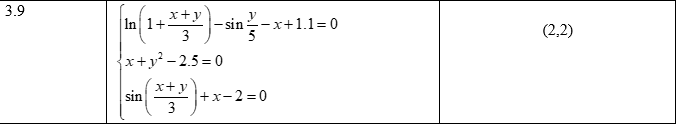 3.9
ln(1+(x+y)/3)−sin y/5−x+1.1=0
x+y²−2.5=0
sin((x+y)/3)+x−2=0
(2,2)